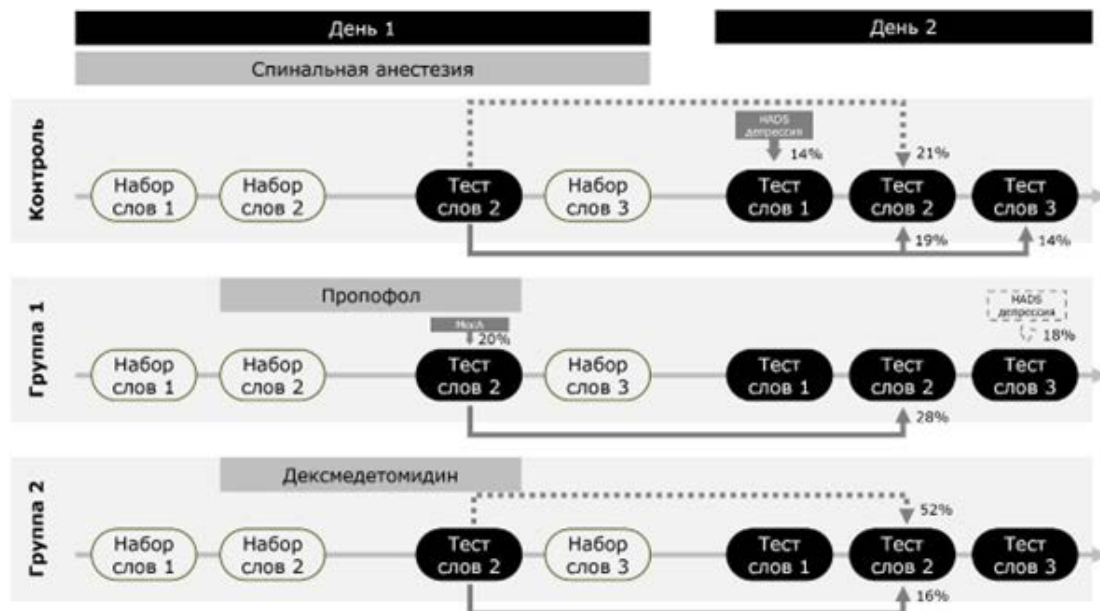 День 1
День 2
Спинальная анестезия
Контроль
HADS
депрессия
14%
21%
Набор
слов 1
Набор
слов 2
Тест
слов 2
Набор
слов 3
Тест
слов 1
Тест
слов 2
Тест
слов 3
19%
14%
Группа 1
Пропофол
MocA
20%
HADS
депрессия
18%
Набор
слов 1
Набор
слов 2
Тест
слов 2
Набор
слов 3
Тест
слов 1
Тест
слов 2
Тест
слов 3
28%
Группа 2
Дексмедетомидин
52%
Набор
слов 1
Набор
слов 2
Тест
слов 2
Набор
слов 3
Тест
слов 1
Тест
слов 2
Тест
слов 3
16%